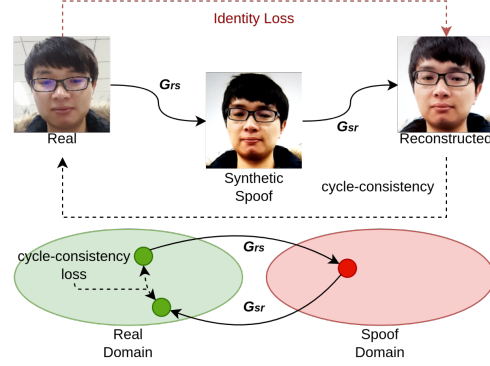 Identity Loss
Grs
Gsr
Real
Synthetic
Spoof
Reconstructed
cycle-consistency
Grs
cycle-consistency
loss
Gsr
Real
Domain
Spoof
Domain